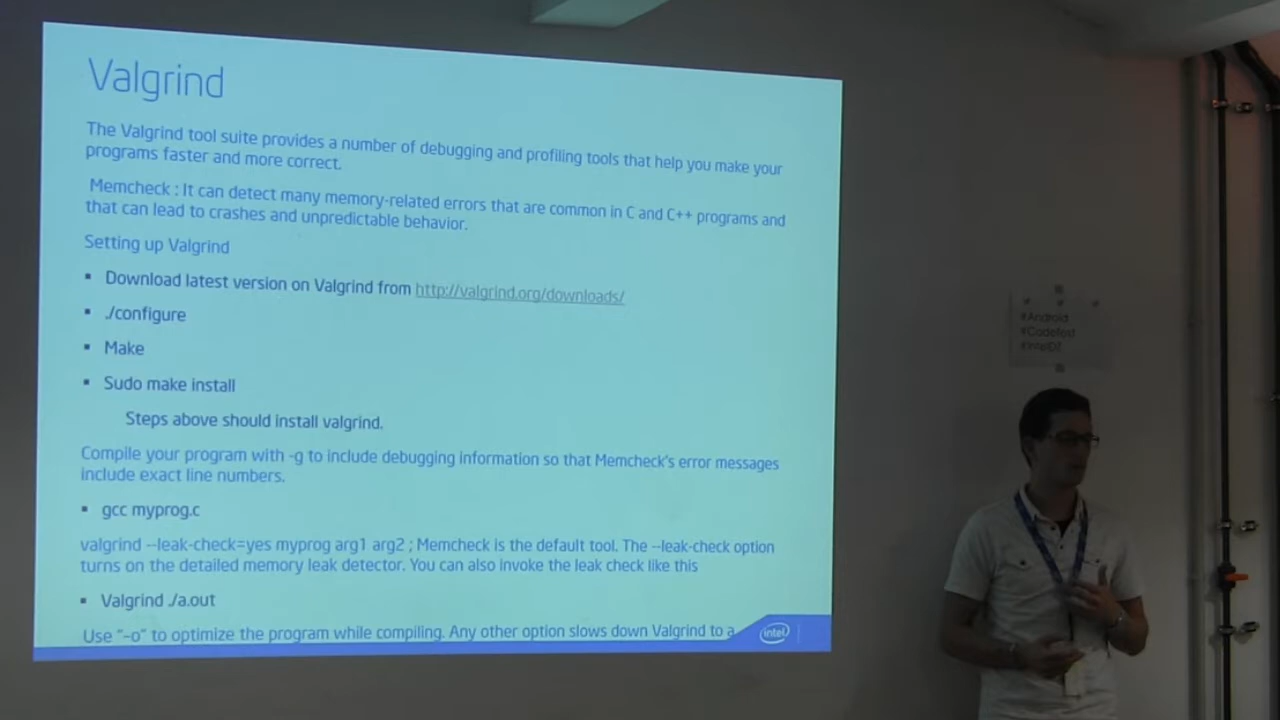 Valgrind
The Valgrind tool suite provides a number of debugging and profiling tools that help you make your
programs faster and more correct.
Memcheck : It can detect many memory-related errors that are common in C and C++ programs and
that can lead to crashes and unpredictable behavior.
Setting up Valgrind
▪ Download latest version on Valgrind from http://valgrind.org/downloads/
▪ ./configure
▪ Make
▪ Sudo make install
Steps above should install valgrind.
Compile your program with -g to include debugging information so that Memcheck's error messages
include exact line numbers.
▪ gcc myprog.c
valgrind --leak-check=yes myprog arg1 arg2 ; Memcheck is the default tool. The --leak-check option
turns on the detailed memory leak detector. You can also invoke the leak check like this
▪ Valgrind ./a.out
Use "-o" to optimize the program while compiling. Any other option slows down Valgrind to a
intel
#Android
#Codefest